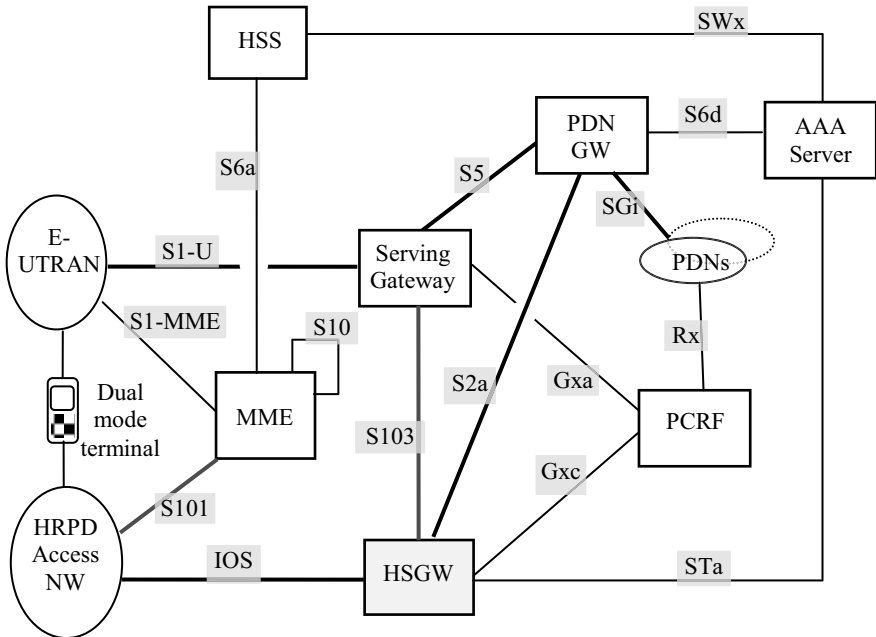 SWx
HSS
PDN
GW
S6d
AAA
Server
S6a
S5
SGi
E-
UTRAN
S1-U
Serving
Gateway
PDNs
S1-MME
S10
Rx
S2a
Gxa
Dual
mode
terminal
MME
S103
PCRF
Gxc
S101
HRPD
Access
NW
IOS
HSGW
STa